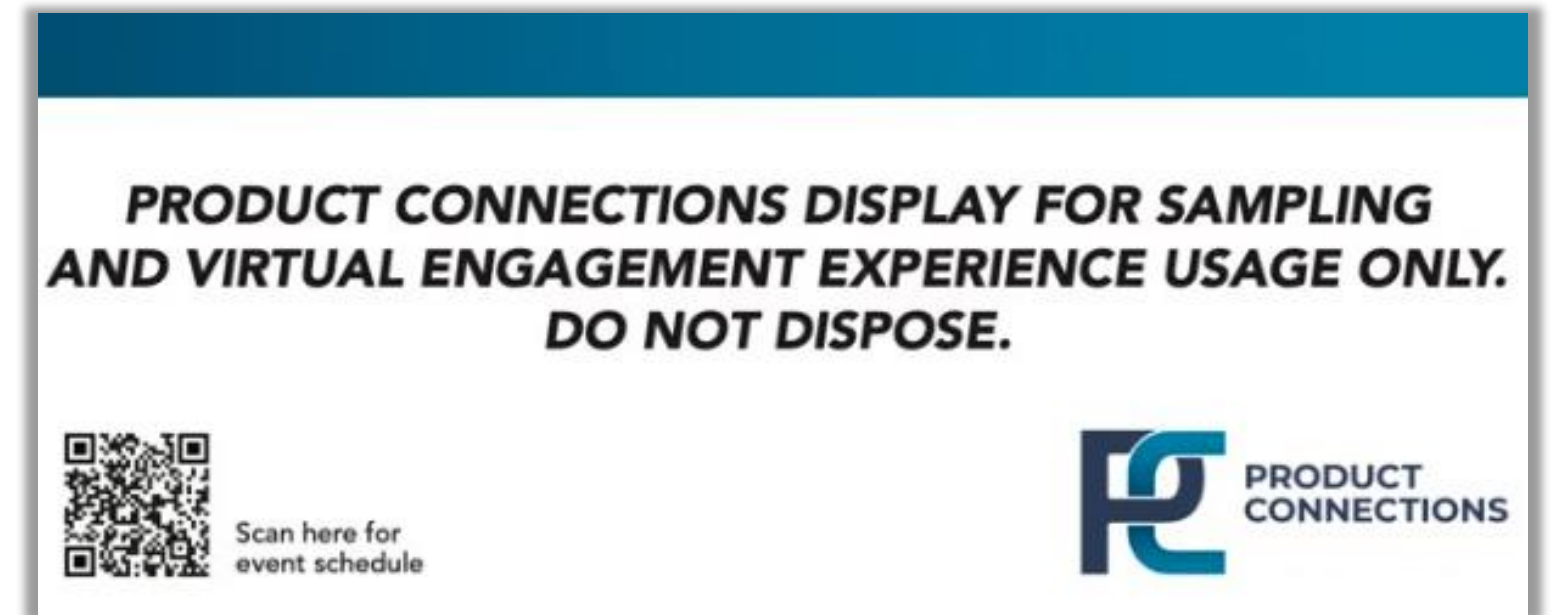 PRODUCT CONNECTIONS DISPLAY FOR SAMPLING
AND VIRTUAL ENGAGEMENT EXPERIENCE USAGE ONLY.
DO NOT DISPOSE.
Scan here for
event schedule
PC
PRODUCT
CONNECTIONS